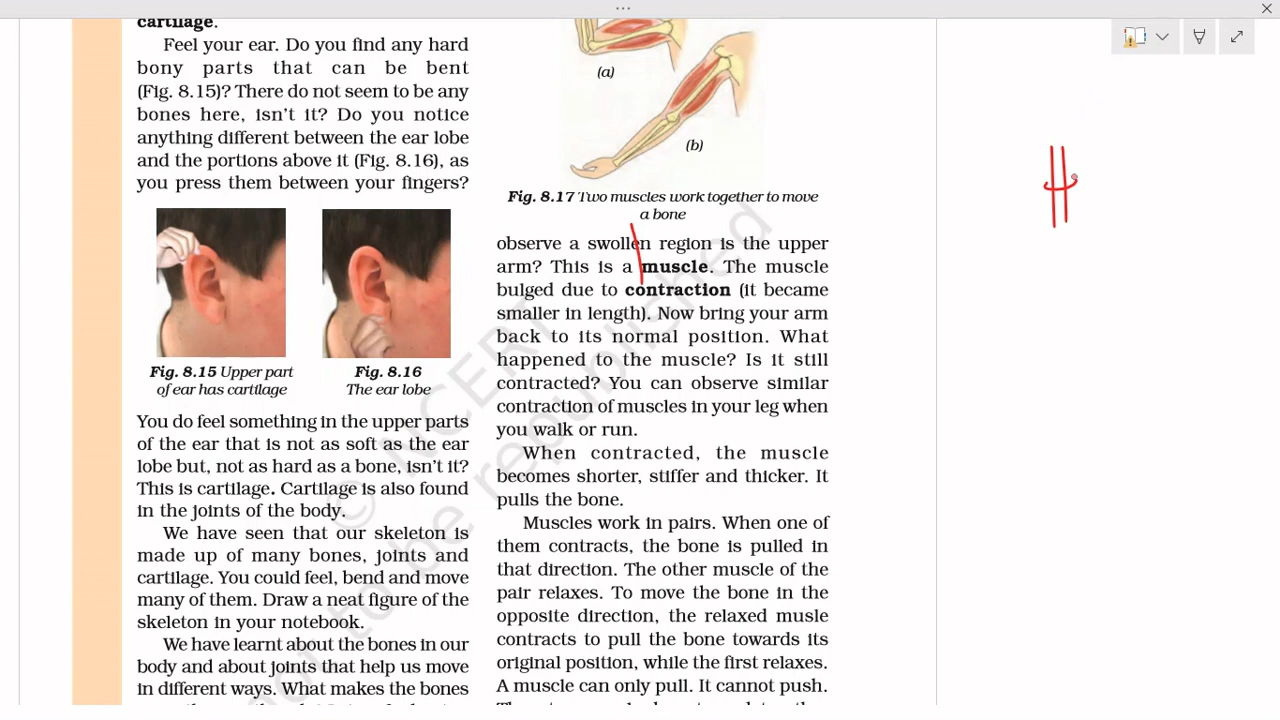 cartilage.
Feel your ear. Do you find any hard
bony parts that can be bent
(Fig. 8.15)? There do not seem to be any
bones here, isn't it? Do you notice
anything different between the ear lobe
and the portions above it (Fig. 8.16), as
you press them between your fingers?
Fig. 8.15 Upper part
of ear has cartilage
Fig. 8.16
The ear lobe
You do feel something in the upper parts
of the ear that is not as soft as the ear
lobe but, not as hard as a bone, isn't it?
This is cartilage. Cartilage is also found
in the joints of the body.
We have seen that our skeleton is
made up of many bones, joints and
cartilage. You could feel, bend and move
many of them. Draw a neat figure of the
skeleton in your notebook.
We have learnt about the bones in our
body and about joints that help us move
in different ways. What makes the bones
(a)
(b)
Fig. 8.17 Two muscles work together to move
a bone
observe a swollen region is the upper
arm? This is a muscle. The muscle
bulged due to contraction (it became
smaller in length). Now bring your arm
back to its normal position. What
happened to the muscle? Is it still
contracted? You can observe similar
contraction of muscles in your leg when
you walk or run.
When contracted, the muscle
becomes shorter, stiffer and thicker. It
pulls the bone.
Muscles work in pairs. When one of
them contracts, the bone is pulled in
that direction. The other muscle of the
pair relaxes. To move the bone in the
opposite direction, the relaxed musle
contracts to pull the bone towards its
original position, while the first relaxes.
A muscle can only pull. It cannot push.
© NCERT
not to be republished